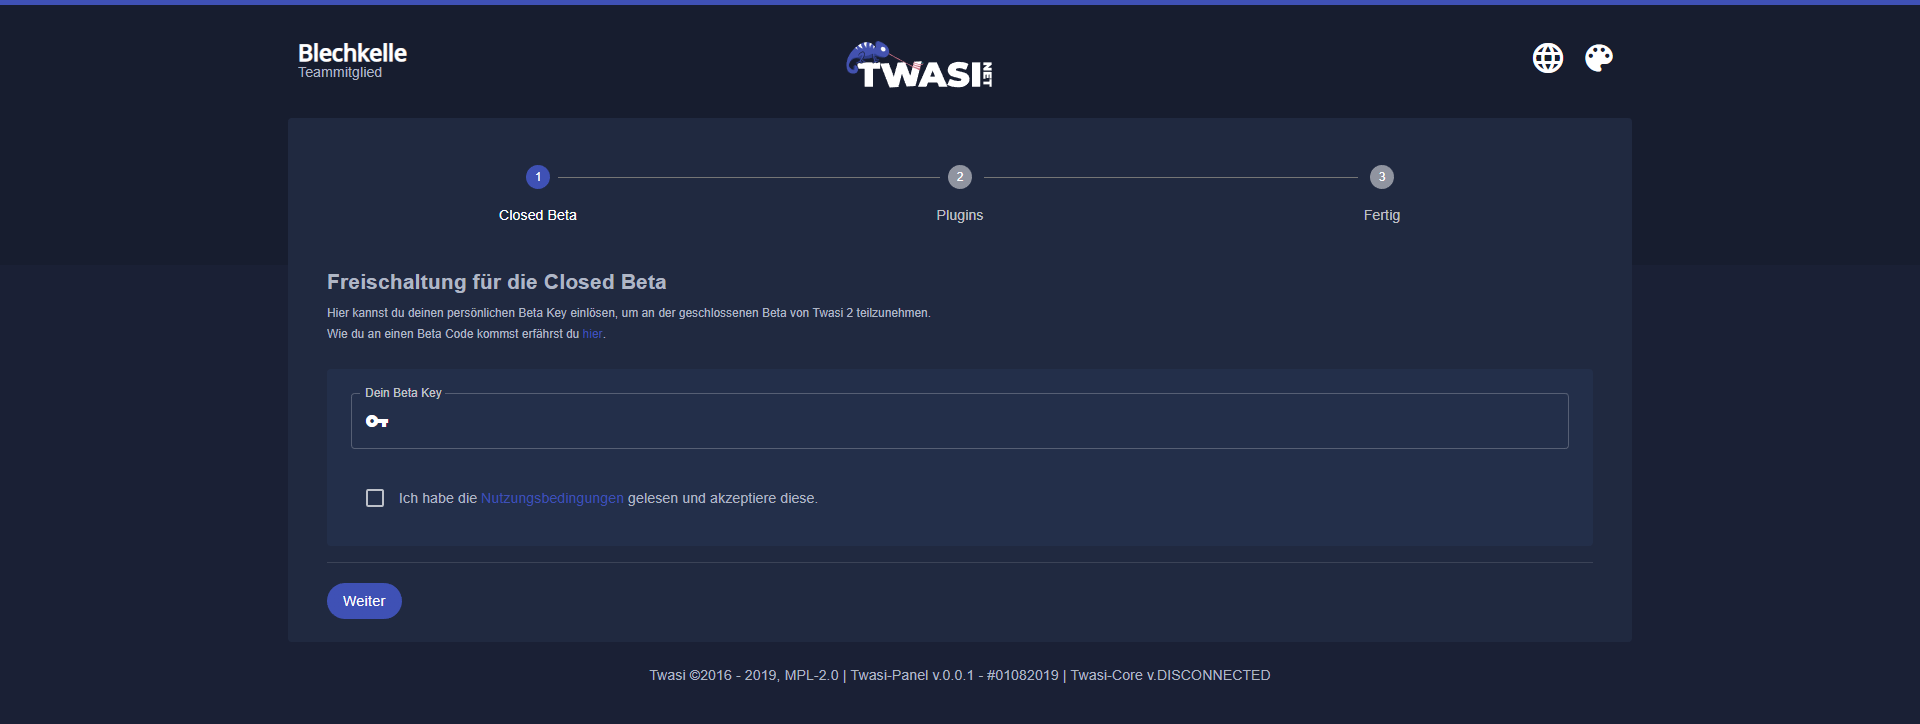 Blechkelle
Teammitglied
TWASI NET
1
2
3
Closed Beta
Plugins
Fertig
Freischaltung für die Closed Beta
Hier kannst du deinen persönlichen Beta Key einlösen, um an der geschlossenen Beta von Twasi 2 teilzunehmen.
Wie du an einen Beta Code kommst erfährst du hier.
Dein Beta Key
Ich habe die Nutzungsbedingungen gelesen und akzeptiere diese.
Weiter
Twasi ©2016 - 2019, MPL-2.0 | Twasi-Panel v.0.0.1 - #01082019 | Twasi-Core v.DISCONNECTED